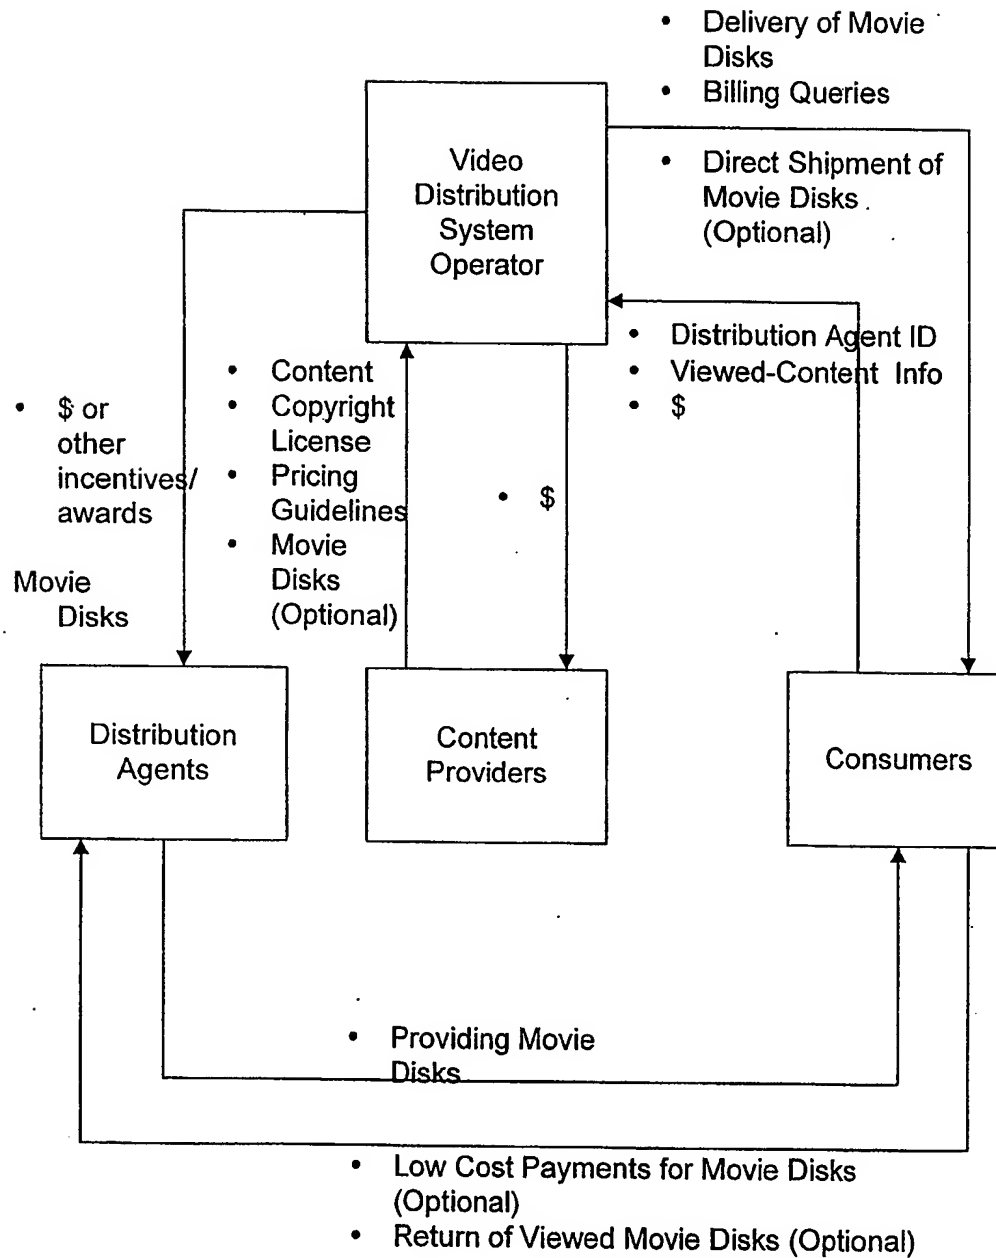 • Delivery of Movie
Disks
• Billing Queries
• Direct Shipment of
Movie Disks
(Optional)
Video
Distribution
System
Operator
• Distribution Agent ID
• Viewed-Content Info
• $
• $ or
other
incentives/
awards
Movie
Disks
• Content
• Copyright
License
• Pricing
Guidelines
• Movie
Disks
(Optional)
• $
Distribution
Agents
Content
Providers
Consumers
• Providing Movie
Disks
• Low Cost Payments for Movie Disks
(Optional)
• Return of Viewed Movie Disks (Optional)